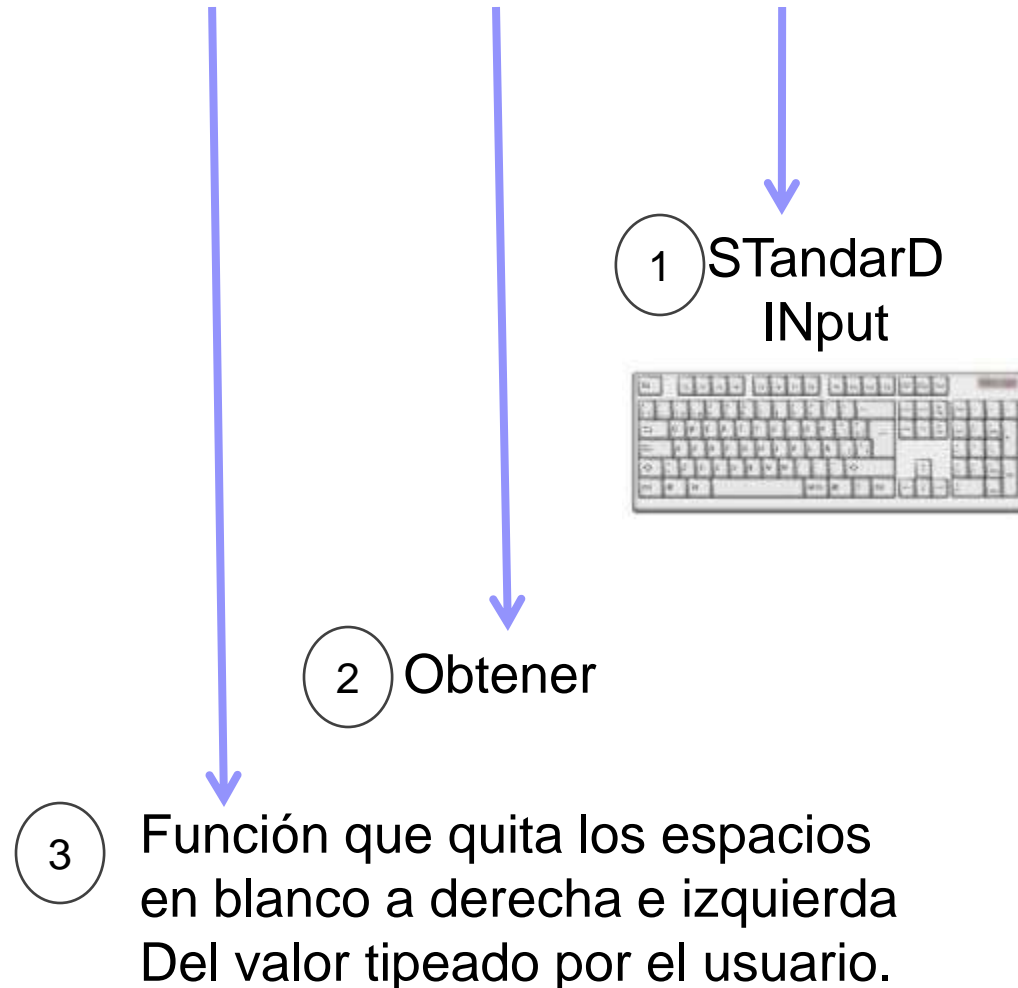 1 STandarD
INput
2 Obtener
3 Función que quita los espacios
en blanco a derecha e izquierda
Del valor tipeado por el usuario.